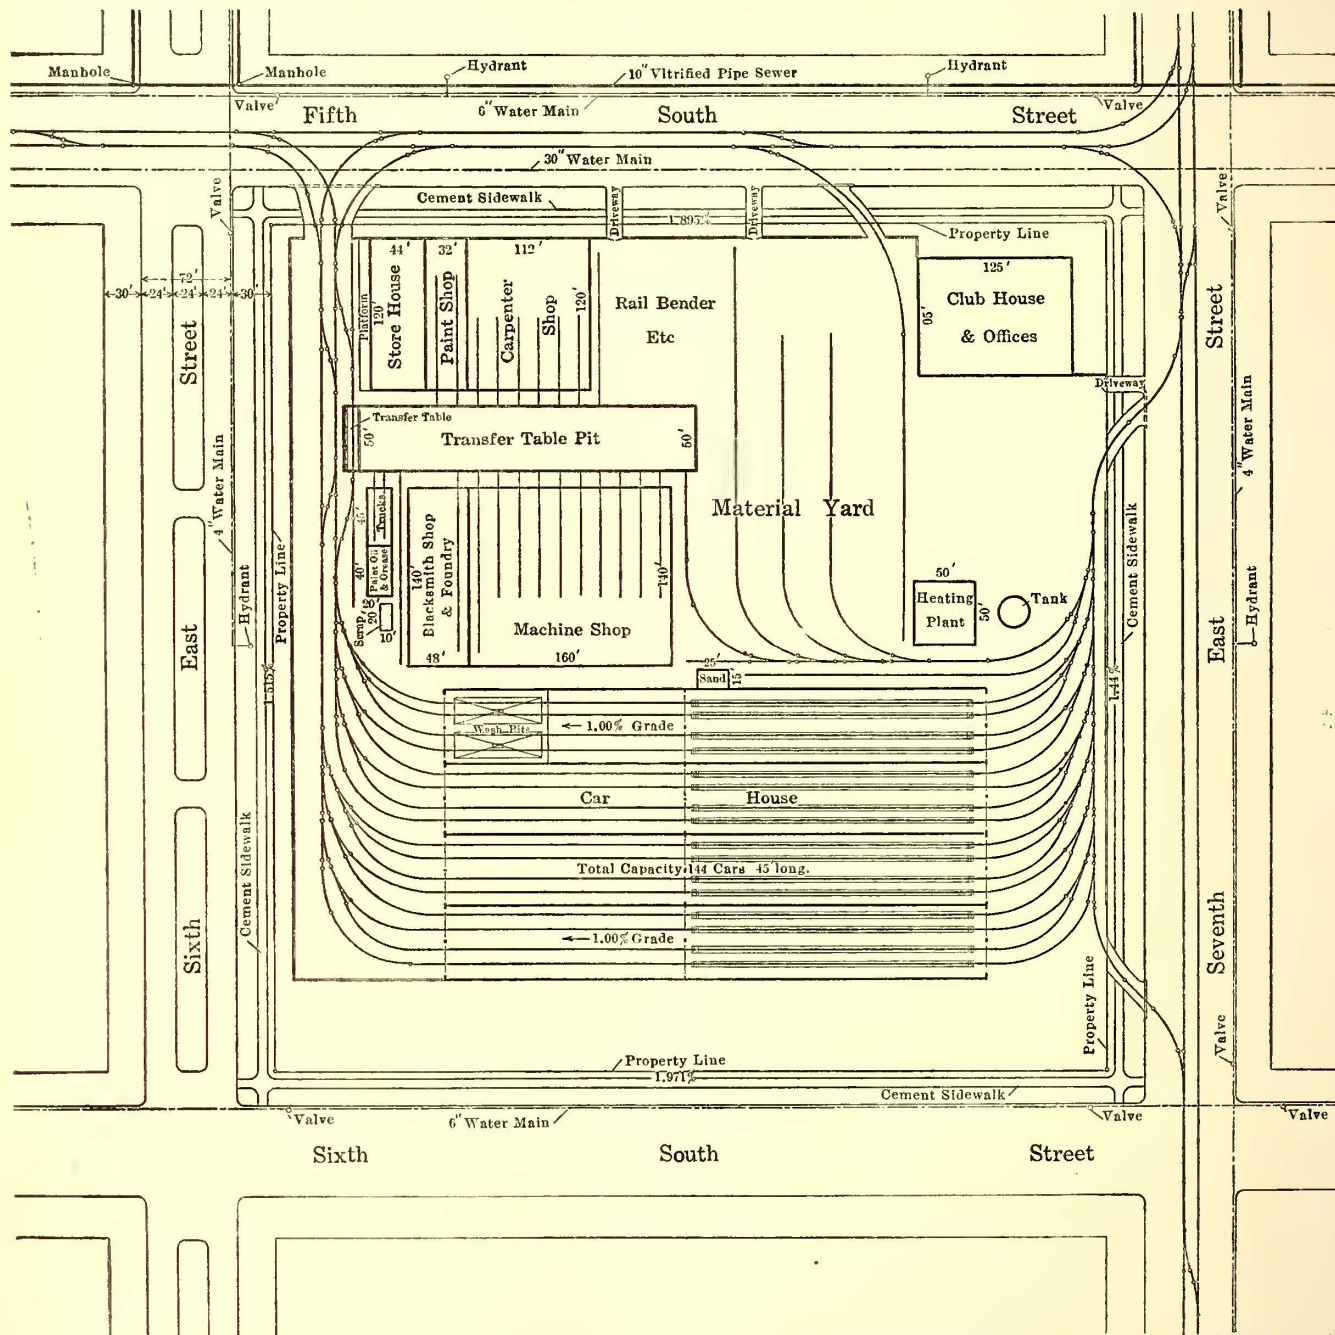 Manhole
Manhole
Hydrant
10" Vitrified Pipe Sewer
Hydrant
Valve
Fifth
6" Water Main
South
Street
Valve
30" Water Main
Valve
Cement Sidewalk
Driveway
1.895%
Driveway
Property Line
Valve
72'
30'
24'
24'
24'
30'
44'
32'
112'
Platform
120'
Store House
Paint Shop
Carpenter
Shop
120'
Rail Bender
Etc
125'
Club House
& Offices
95'
Street
Street
Driveway
Transfer Table
50'
Transfer Table Pit
50'
4" Water Main
4" Water Main
Material Yard
45'
Trucks
40'
Paint Oil
& Grease
20'
Scrap
20'
10'
140'
Blacksmith Shop
& Foundry
48'
Machine Shop
140'
160'
50'
Heating
Plant
50'
Tank
Cement Sidewalk
Hydrant
Hydrant
Property Line
East
East
1.515%
1.44%
25'
Sand
15'
Wash Pits
1.00% Grade
Car House
Total Capacity 144 Cars 45' long.
1.00% Grade
Cement Sidewalk
Sixth
Seventh
Property Line
Valve
Property Line
1.971%
Cement Sidewalk
Valve
6" Water Main
Valve
Valve
Sixth
South
Street